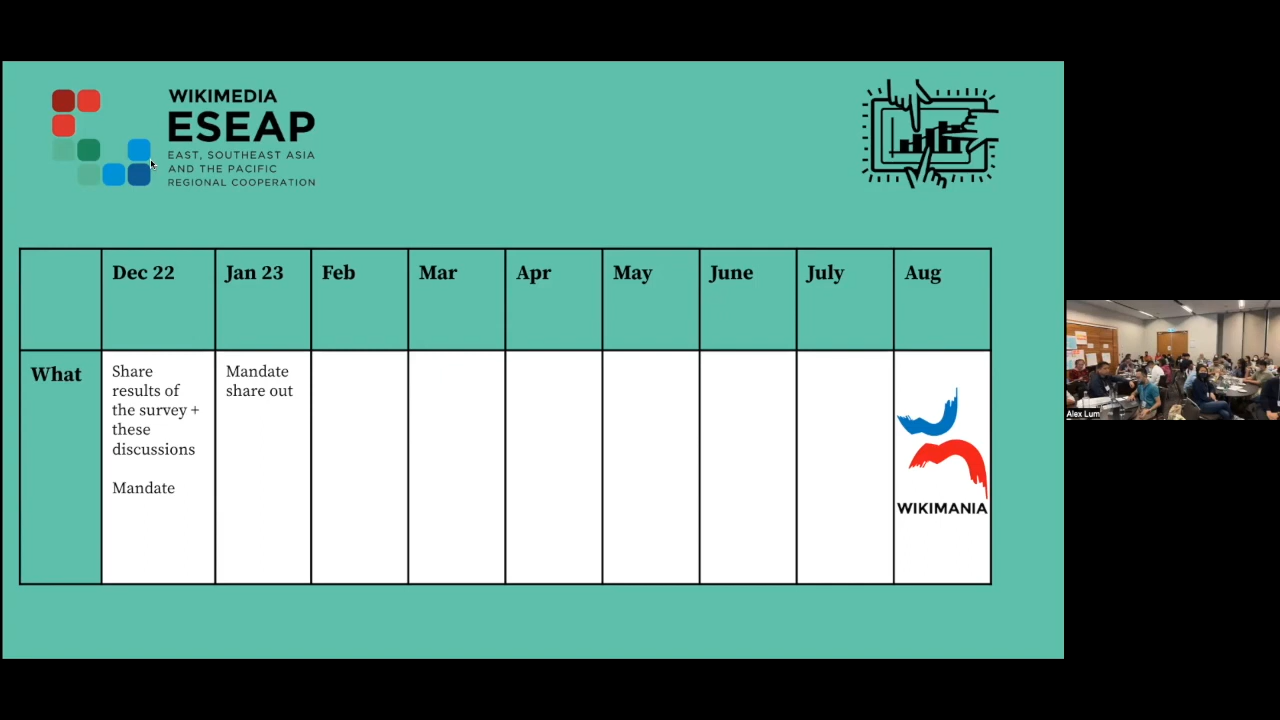 WIKIMEDIA
ESEAP
EAST, SOUTHEAST ASIA
AND THE PACIFIC
REGIONAL COOPERATION
Dec 22
Jan 23
Feb
Mar
Apr
May
June
July
Aug
What
Share
results of
the survey +
these
discussions
Mandate
Mandate
share out
WIKIMANIA
Alex Lum